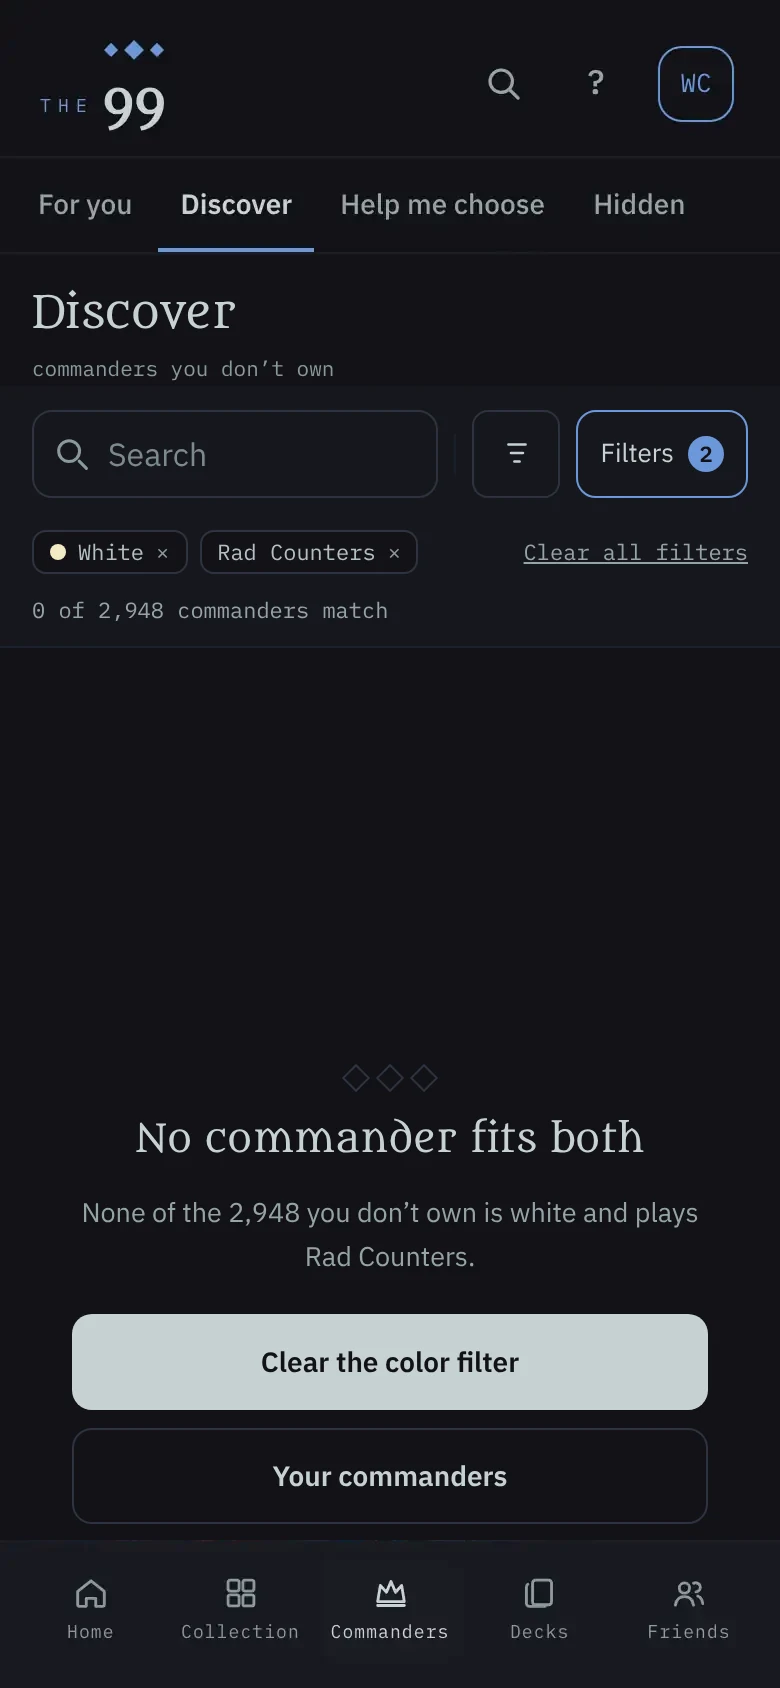 THE 99
?
WC
For you Discover Help me choose Hidden
Discover
commanders you don’t own
Search
Filters 2
White × Rad Counters × Clear all filters
0 of 2,948 commanders match
No commander fits both
None of the 2,948 you don’t own is white and plays
Rad Counters.
Clear the color filter
Your commanders
Home Collection Commanders Decks Friends